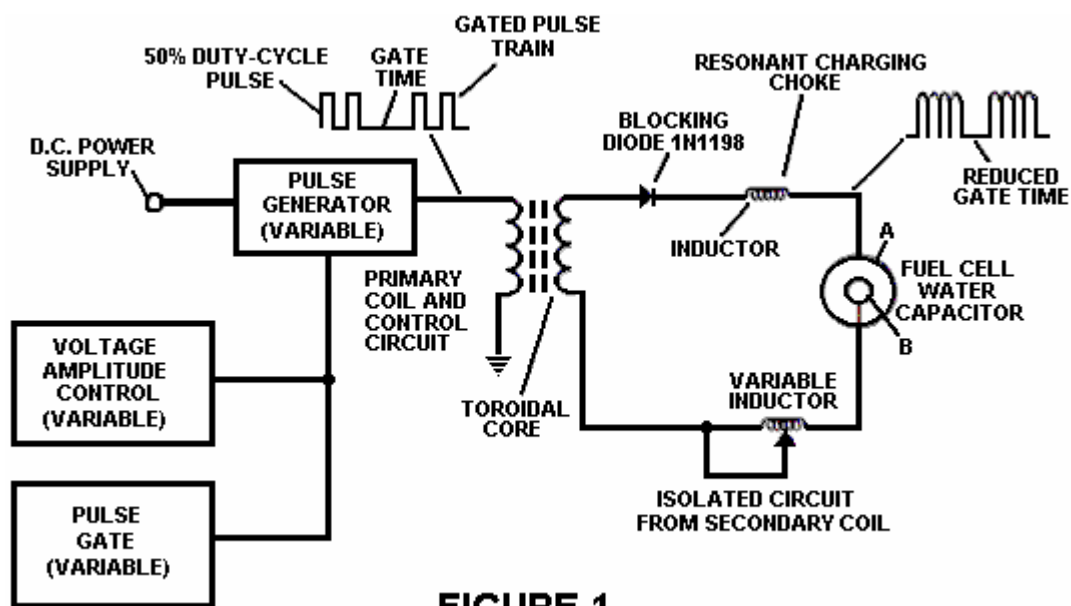 50% DUTY-CYCLE
PULSE
GATE
TIME
GATED PULSE
TRAIN
RESONANT CHARGING
CHOKE
BLOCKING
DIODE 1N1198
D.C. POWER
SUPPLY
PULSE
GENERATOR
(VARIABLE)
REDUCED
GATE TIME
INDUCTOR
A
FUEL CELL
WATER
CAPACITOR
B
PRIMARY
COIL AND
CONTROL
CIRCUIT
VOLTAGE
AMPLITUDE
CONTROL
(VARIABLE)
TOROIDAL
CORE
VARIABLE
INDUCTOR
ISOLATED CIRCUIT
FROM SECONDARY COIL
PULSE
GATE
(VARIABLE)
FIGURE 1